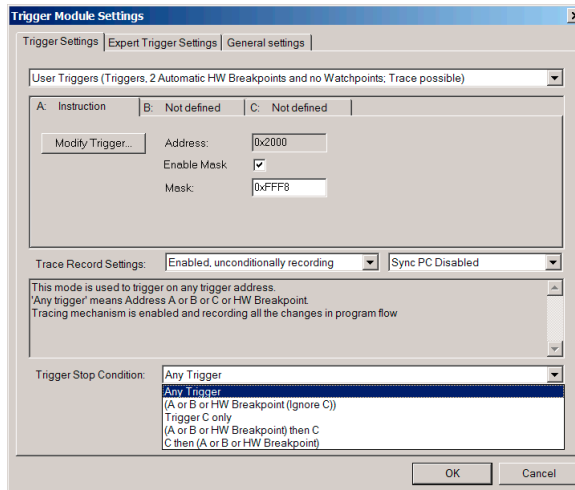 Trigger Module Settings
Trigger Settings Expert Trigger Settings General settings
User Triggers (Triggers, 2 Automatic HW Breakpoints and no Watchpoints; Trace possible)
A: Instruction B: Not defined C: Not defined
Modify Trigger... Address: 0x2000
Enable Mask
Mask: 0xFFF8
Trace Record Settings: Enabled, unconditionally recording Sync PC Disabled
This mode is used to trigger on any trigger address.
'Any trigger' means Address A or B or C or HW Breakpoint.
Tracing mechanism is enabled and recording all the changes in program flow
Trigger Stop Condition: Any Trigger
Any Trigger
(A or B or HW Breakpoint (Ignore C))
Trigger C only
(A or B or HW Breakpoint) then C
C then (A or B or HW Breakpoint)
OK Cancel